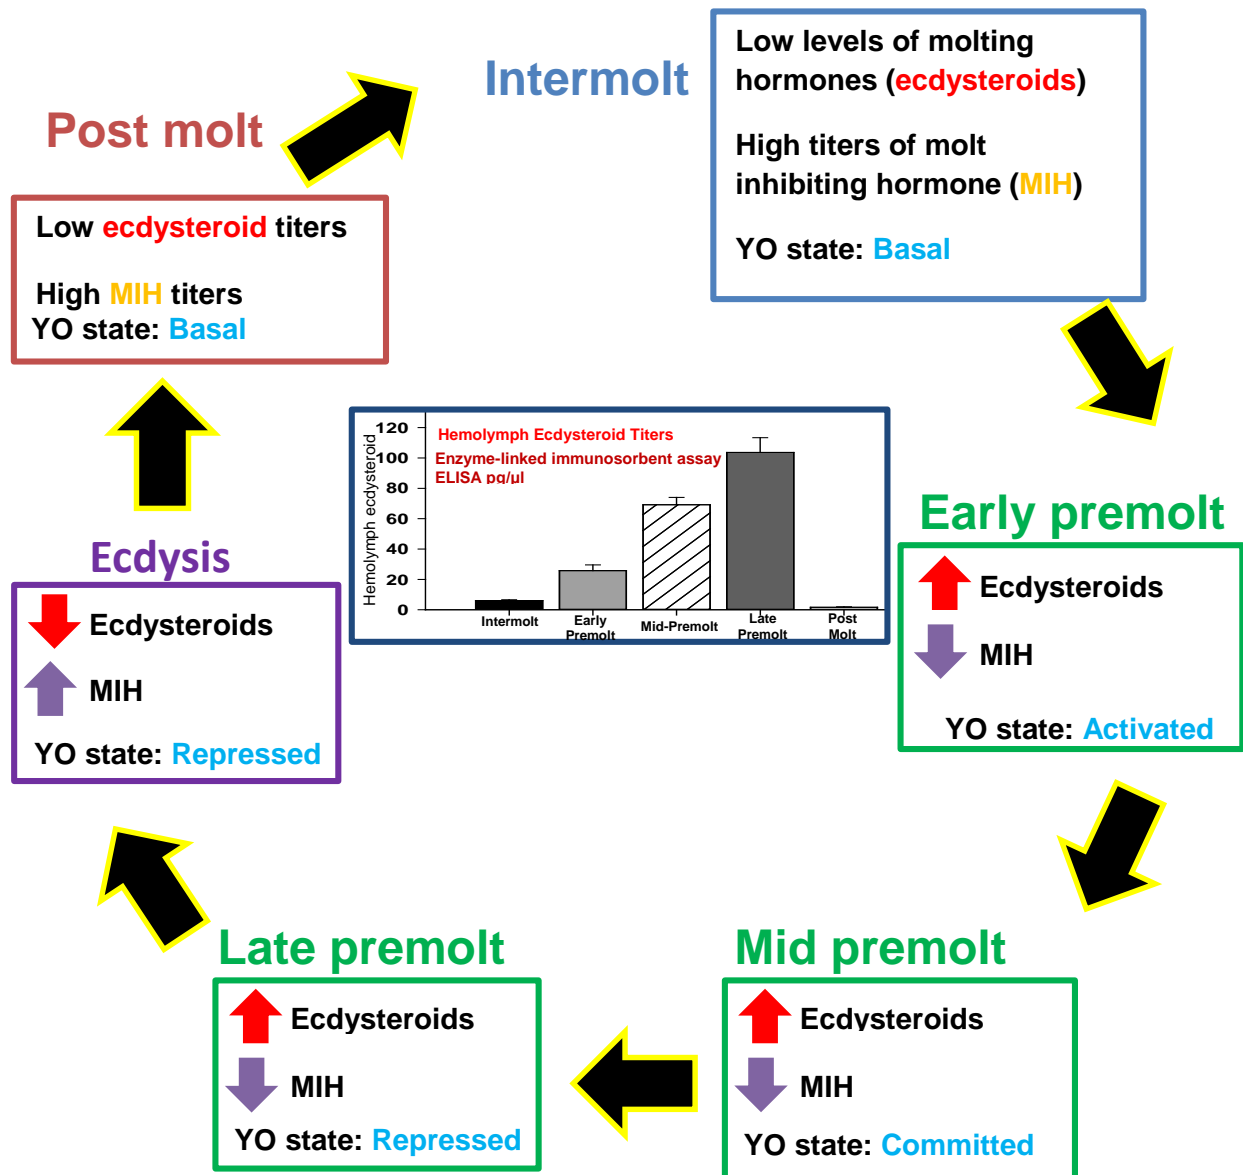 Intermolt
Low levels of molting
hormones (ecdysteroids)
High titers of molt
inhibiting hormone (MIH)
YO state: Basal
Post molt
Low ecdysteroid titers
High MIH titers
YO state: Basal
Hemolymph ecdysteroid
120
100
80
60
40
20
0
Hemolymph Ecdysteroid Titers
Enzyme-linked immunosorbent assay
ELISA pg/µl
Intermolt
Early
Premolt
Mid-Premolt
Late
Premolt
Post
Molt
Early premolt
Ecdysteroids
MIH
YO state: Activated
Ecdysis
Ecdysteroids
MIH
YO state: Repressed
Late premolt
Ecdysteroids
MIH
YO state: Repressed
Mid premolt
Ecdysteroids
MIH
YO state: Committed